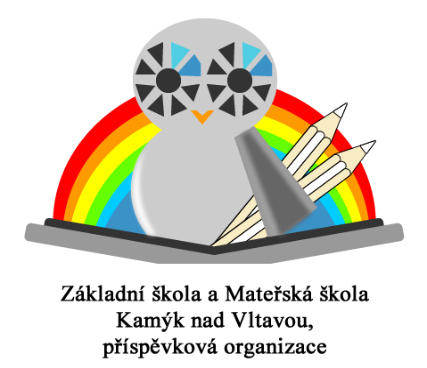 Základní škola a Mateřská škola
Kamýk nad Vltavou,
příspěvková organizace